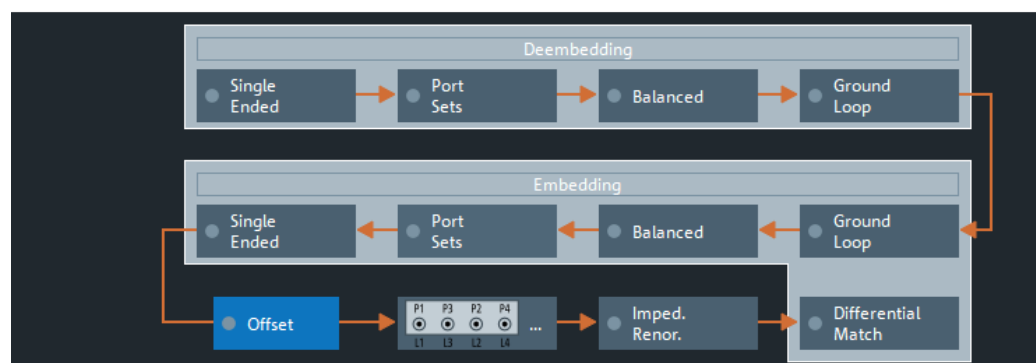 Deembedding
Single
Ended
Port
Sets
Balanced
Ground
Loop
Embedding
Single
Ended
Port
Sets
Balanced
Ground
Loop
Offset
P1 P3 P2 P4
L1 L3 L2 L4
...
Imped.
Renor.
Differential
Match